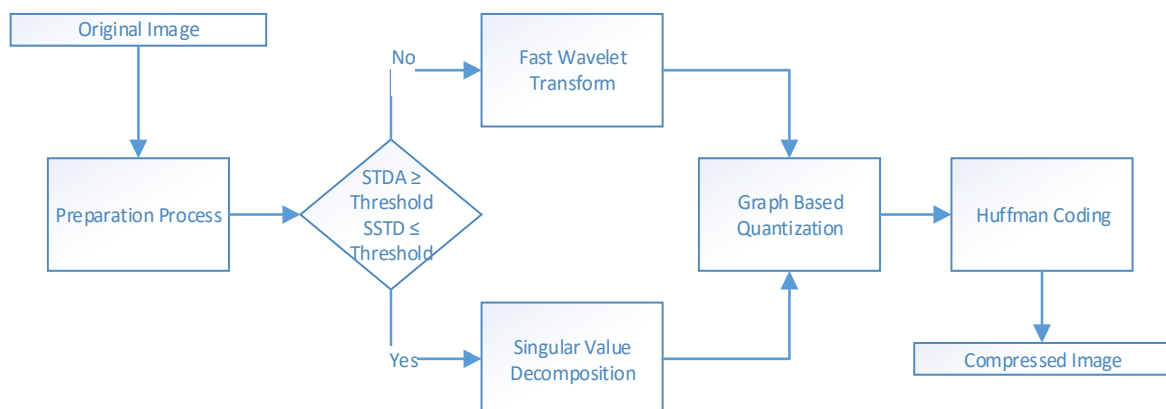 Original Image
No
Fast Wavelet
Transform
STDA ≥
Threshold
SSTD ≤
Threshold
Preparation Process
Graph Based
Quantization
Huffman Coding
Yes
Singular Value
Decomposition
Compressed Image